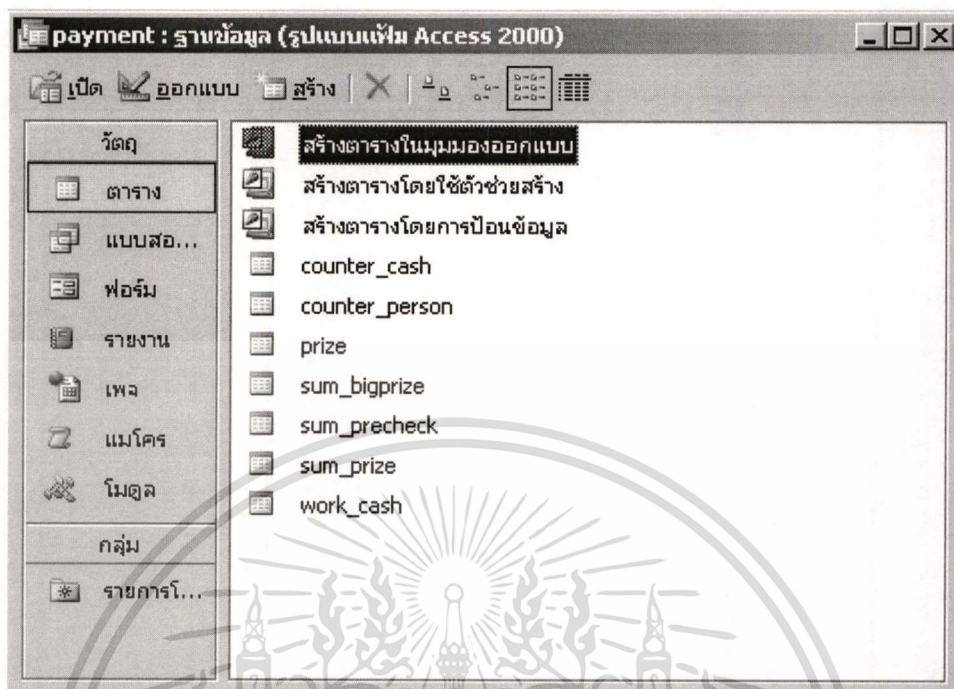 payment : ฐานข้อมูล (รูปแบบแฟ้ม Access 2000)
เปิด ออกแบบ สร้าง
วัตถุ
ตาราง
แบบสอ...
ฟอร์ม
รายงาน
เพจ
แมโคร
โมดูล
กลุ่ม
รายการโ...
สร้างตารางในมุมมองออกแบบ
สร้างตารางโดยใช้ตัวช่วยสร้าง
สร้างตารางโดยการป้อนข้อมูล
counter_cash
counter_person
prize
sum_bigprize
sum_precheck
sum_prize
work_cash